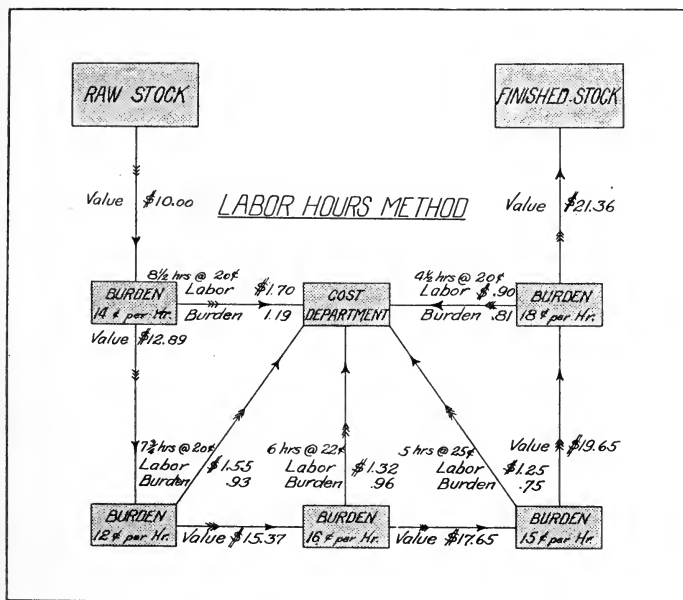 RAW STOCK
FINISHED STOCK
Value $10.00
LABOR HOURS METHOD
Value $21.36
8½ hrs @ 20¢
Labor $1.70
Burden 1.19
BURDEN
14 ¢ per Hr.
COST
DEPARTMENT
4½ hrs @ 20¢
Labor $ .90
Burden .81
BURDEN
18 ¢ per Hr.
Value $12.89
7¾ hrs @ 20¢
Labor $1.55
Burden .93
6 hrs @ 22¢
Labor $1.32
Burden .96
5 hrs @ 25¢
Labor $1.25
Burden .75
Value $19.65
BURDEN
12 ¢ per Hr.
Value $15.37
BURDEN
16 ¢ per Hr.
Value $17.65
BURDEN
15 ¢ per Hr.